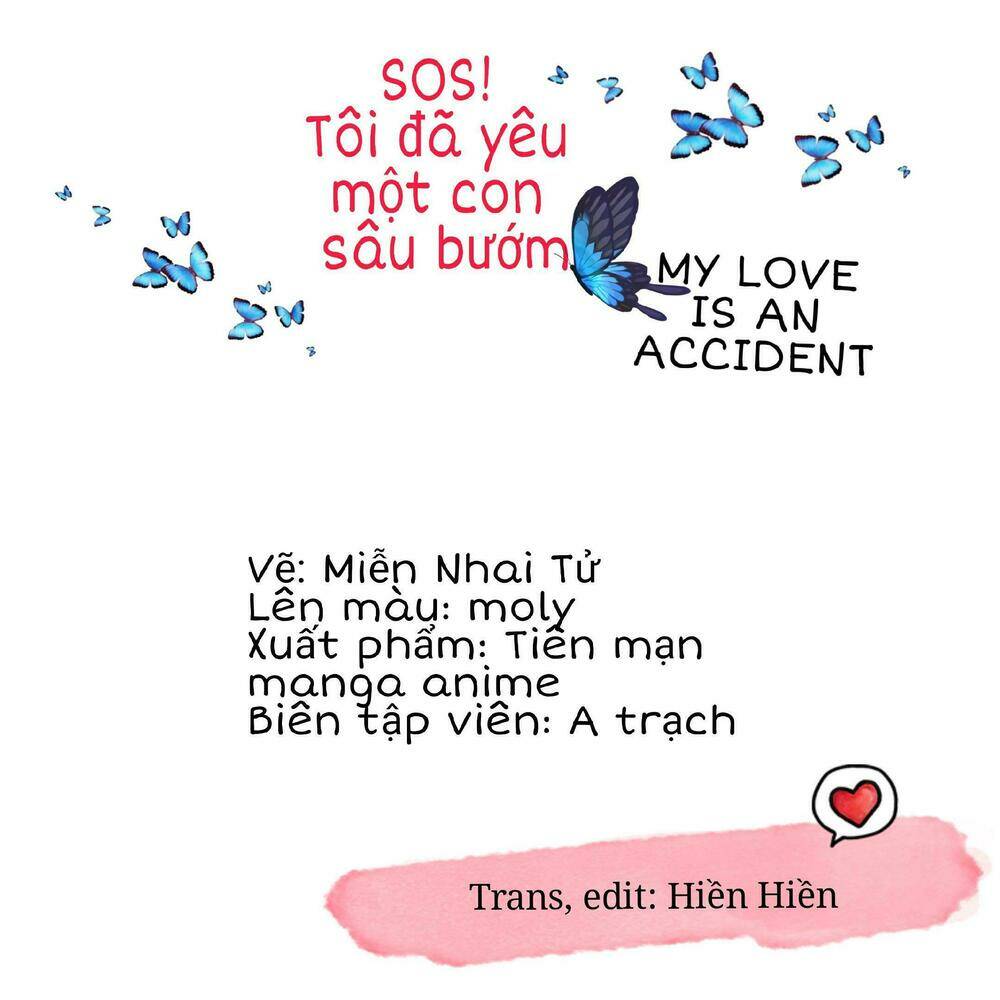 SOS!
Tôi đã yêu
một con
sâu bướm
MY LOVE
IS AN
ACCIDENT
Vẽ: Miễn Nhai Tử
Lên màu: moly
Xuất phẩm: Tiên mạn
manga anime
Biên tập viên: A trạch
Trans, edit: Hiền Hiền